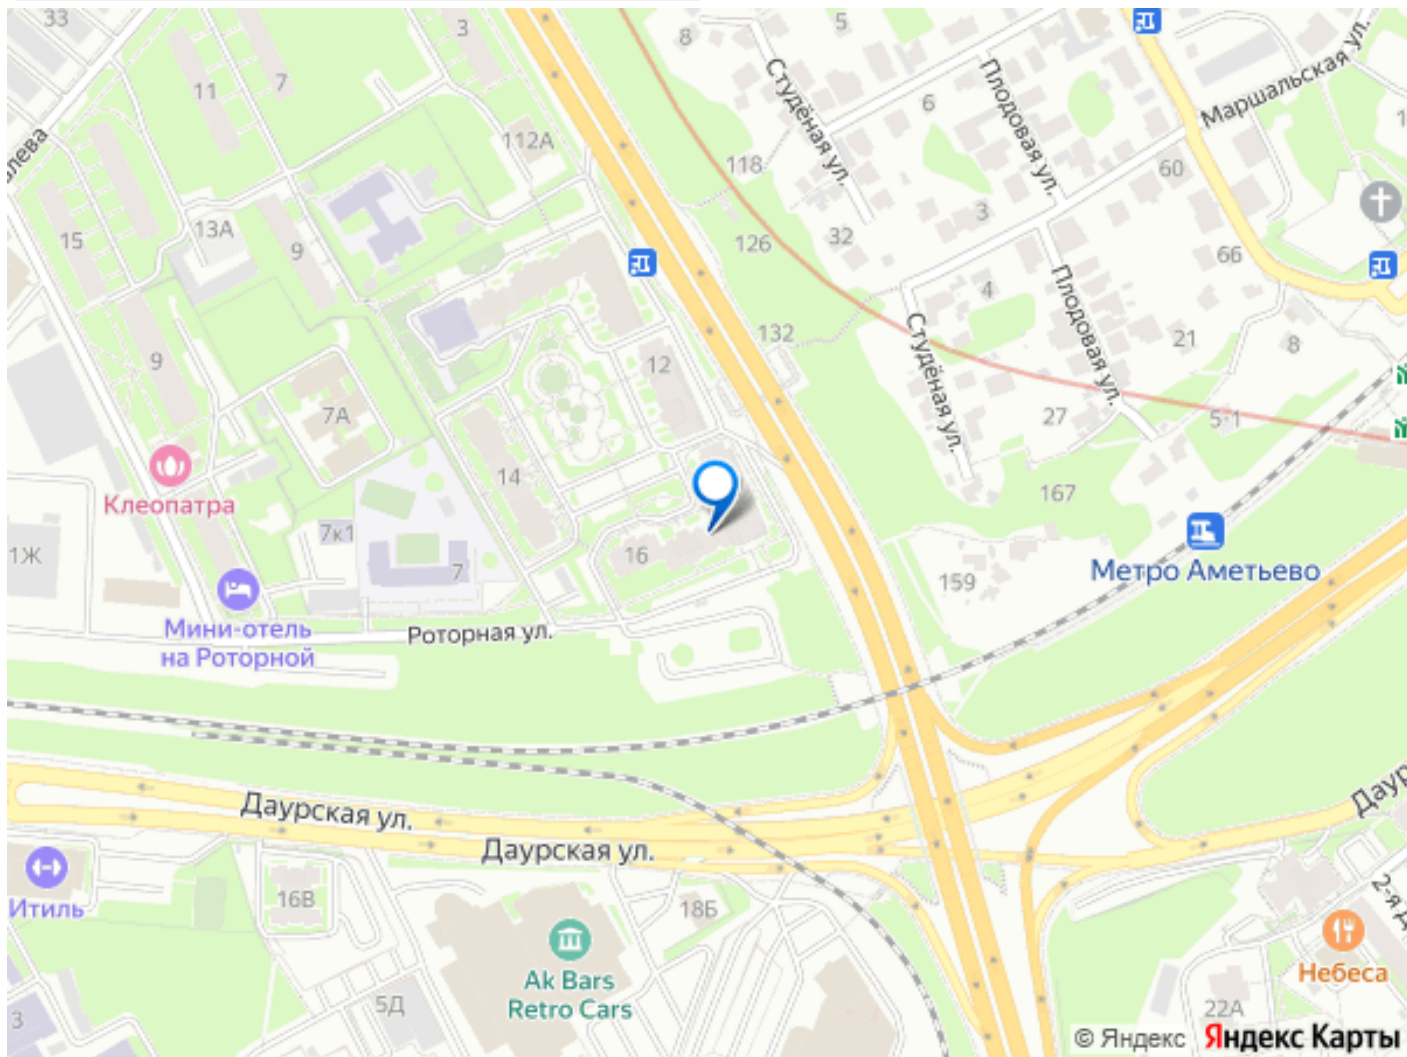 33
3
8
5
Студёная ул.
6
Плодовая ул.
Маршальская ул.
11
7
112А
118
60
15
13А
9
126
32
3
66
4
Плодовая ул.
132
Студёная ул.
21
8
9
12
7А
27
5-1
Клеопатра
14
167
1Ж
7к1
7
16
159
Метро Аметьево
Мини-отель
на Роторной
Роторная ул.
Даурская ул.
Даурская ул.
Даур
Итиль
16В
18Б
2-я Д
Ak Bars
Retro Cars
Небеса
5Д
3
22А
© Яндекс Яндекс Карты